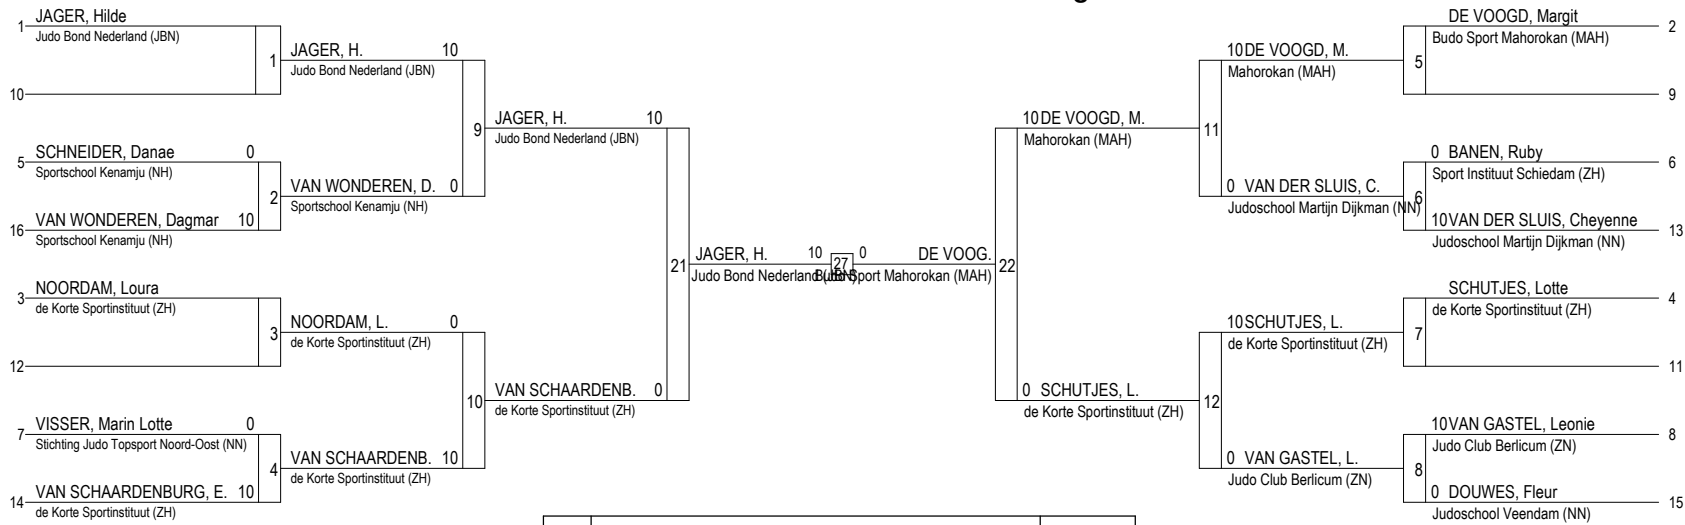 g
1 JAGER, Hilde
Judo Bond Nederland (JBN)
1
10
JAGER, H. 10
Judo Bond Nederland (JBN)
5 SCHNEIDER, Danae 0
Sportschool Kenamju (NH)
2
16 VAN WONDEREN, Dagmar 10
Sportschool Kenamju (NH)
VAN WONDEREN, D. 0
Sportschool Kenamju (NH)
9
JAGER, H. 10
Judo Bond Nederland (JBN)
3 NOORDAM, Loura
de Korte Sportinstituut (ZH)
3
12
NOORDAM, L. 0
de Korte Sportinstituut (ZH)
7 VISSER, Marin Lotte 0
Stichting Judo Topsport Noord-Oost (NN)
4
14 VAN SCHAARDENBURG, E. 10
de Korte Sportinstituut (ZH)
VAN SCHAARDENB. 10
de Korte Sportinstituut (ZH)
10
VAN SCHAARDENB. 0
de Korte Sportinstituut (ZH)
21
JAGER, H. 10
Judo Bond Nederland (JBN)
27
0 DE VOOG.
Budo Sport Mahorokan (MAH)
22
10 DE VOOGD, M.
Mahorokan (MAH)
0 SCHUTJES, L.
de Korte Sportinstituut (ZH)
11
10 DE VOOGD, M.
Mahorokan (MAH)
0 VAN DER SLUIS, C.
Judoschool Martijn Dijkman (NN)
12
10 SCHUTJES, L.
de Korte Sportinstituut (ZH)
0 VAN GASTEL, L.
Judo Club Berlicum (ZN)
DE VOOGD, Margit 2
Budo Sport Mahorokan (MAH)
5
9
0 BANEN, Ruby 6
Sport Instituut Schiedam (ZH)
6
10 VAN DER SLUIS, Cheyenne 13
Judoschool Martijn Dijkman (NN)
SCHUTJES, Lotte 4
de Korte Sportinstituut (ZH)
7
11
10 VAN GASTEL, Leonie 8
Judo Club Berlicum (ZN)
8
0 DOUWES, Fleur 15
Judoschool Veendam (NN)